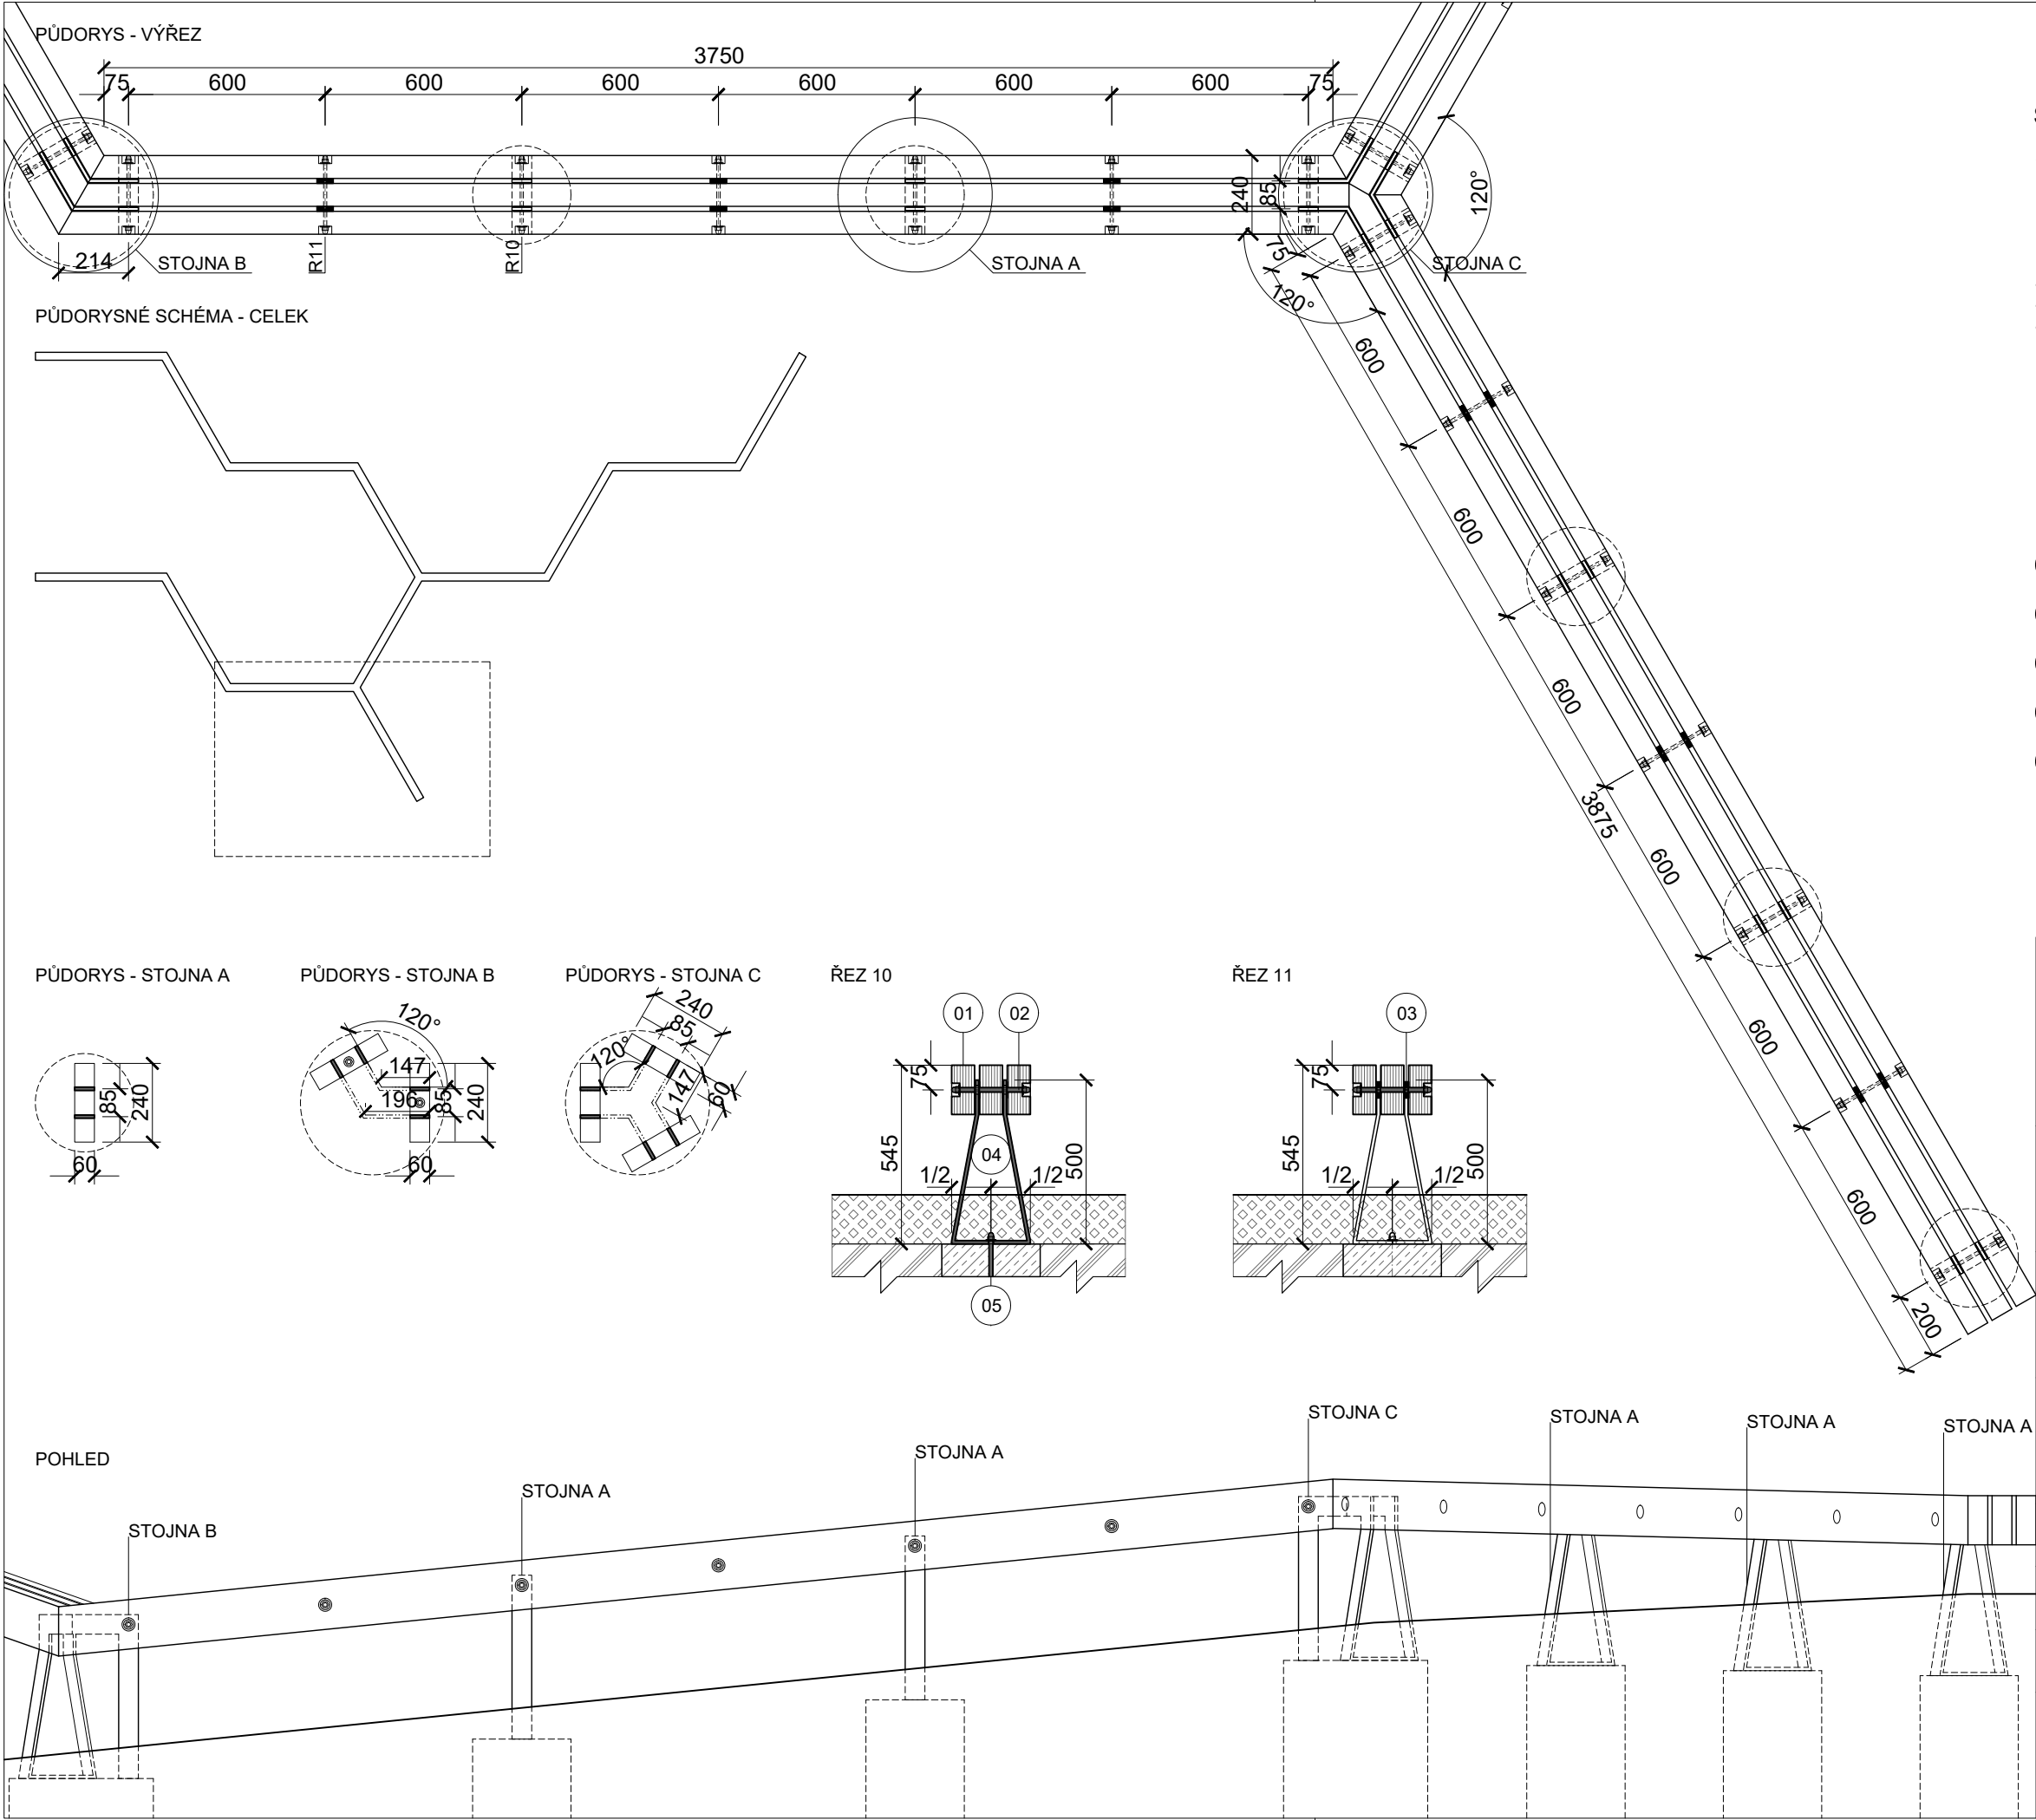 PŮDORYS - VÝŘEZ
3750
75 600 600 600 600 600 600 75
240
85
120°
214
STOJNA B
R11
R10
STOJNA A
75
120°
STOJNA C
PŮDORYSNÉ SCHÉMA - CELEK
600
600
600
3875
600
600
600
200
PŮDORYS - STOJNA A
85
240
60
PŮDORYS - STOJNA B
120°
147
196
85
240
60
PŮDORYS - STOJNA C
240
85
120°
147
60
ŘEZ 10
01 02
75
545
04
500
1/2 1/2
05
ŘEZ 11
03
75
545
500
1/2 1/2
POHLED
STOJNA B
STOJNA A
STOJNA A
STOJNA C
STOJNA A
STOJNA A
STOJNA A